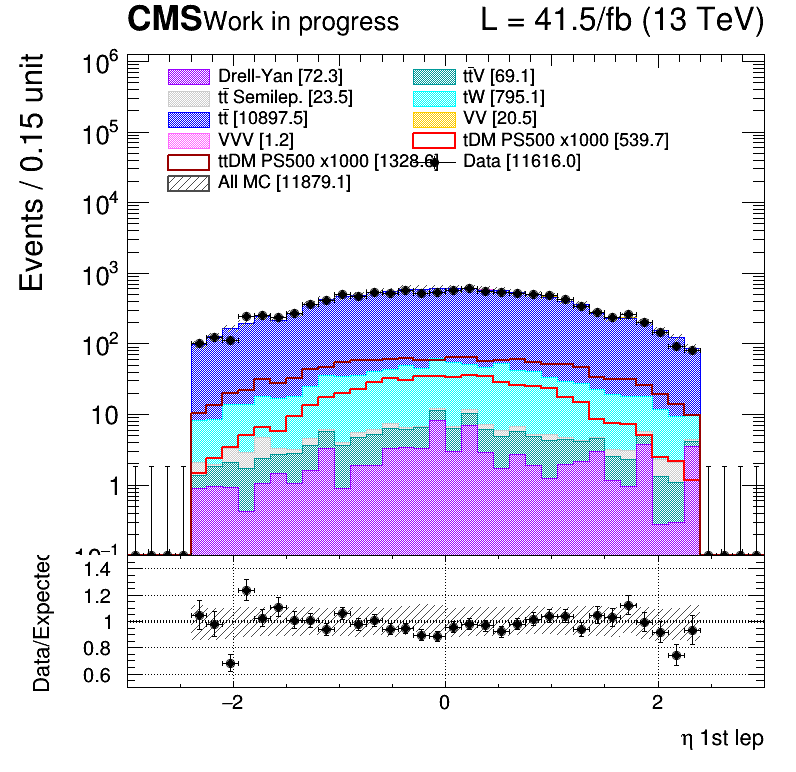 CMS Work in progress L = 41.5/fb (13 TeV)
Events / 0.15 unit
10⁶
10⁵
10⁴
10³
10²
10
1
10⁻¹
Drell-Yan [72.3] tt̄V [69.1]
tt̄ Semilep. [23.5] tW [795.1]
tt̄ [10897.5] VV [20.5]
VVV [1.2] tDM PS500 x1000 [539.7]
ttDM PS500 x1000 [1328.6] Data [11616.0]
All MC [11879.1]
Data/Expected
1.4
1.2
1
0.8
0.6
−2 0 2
η 1st lep